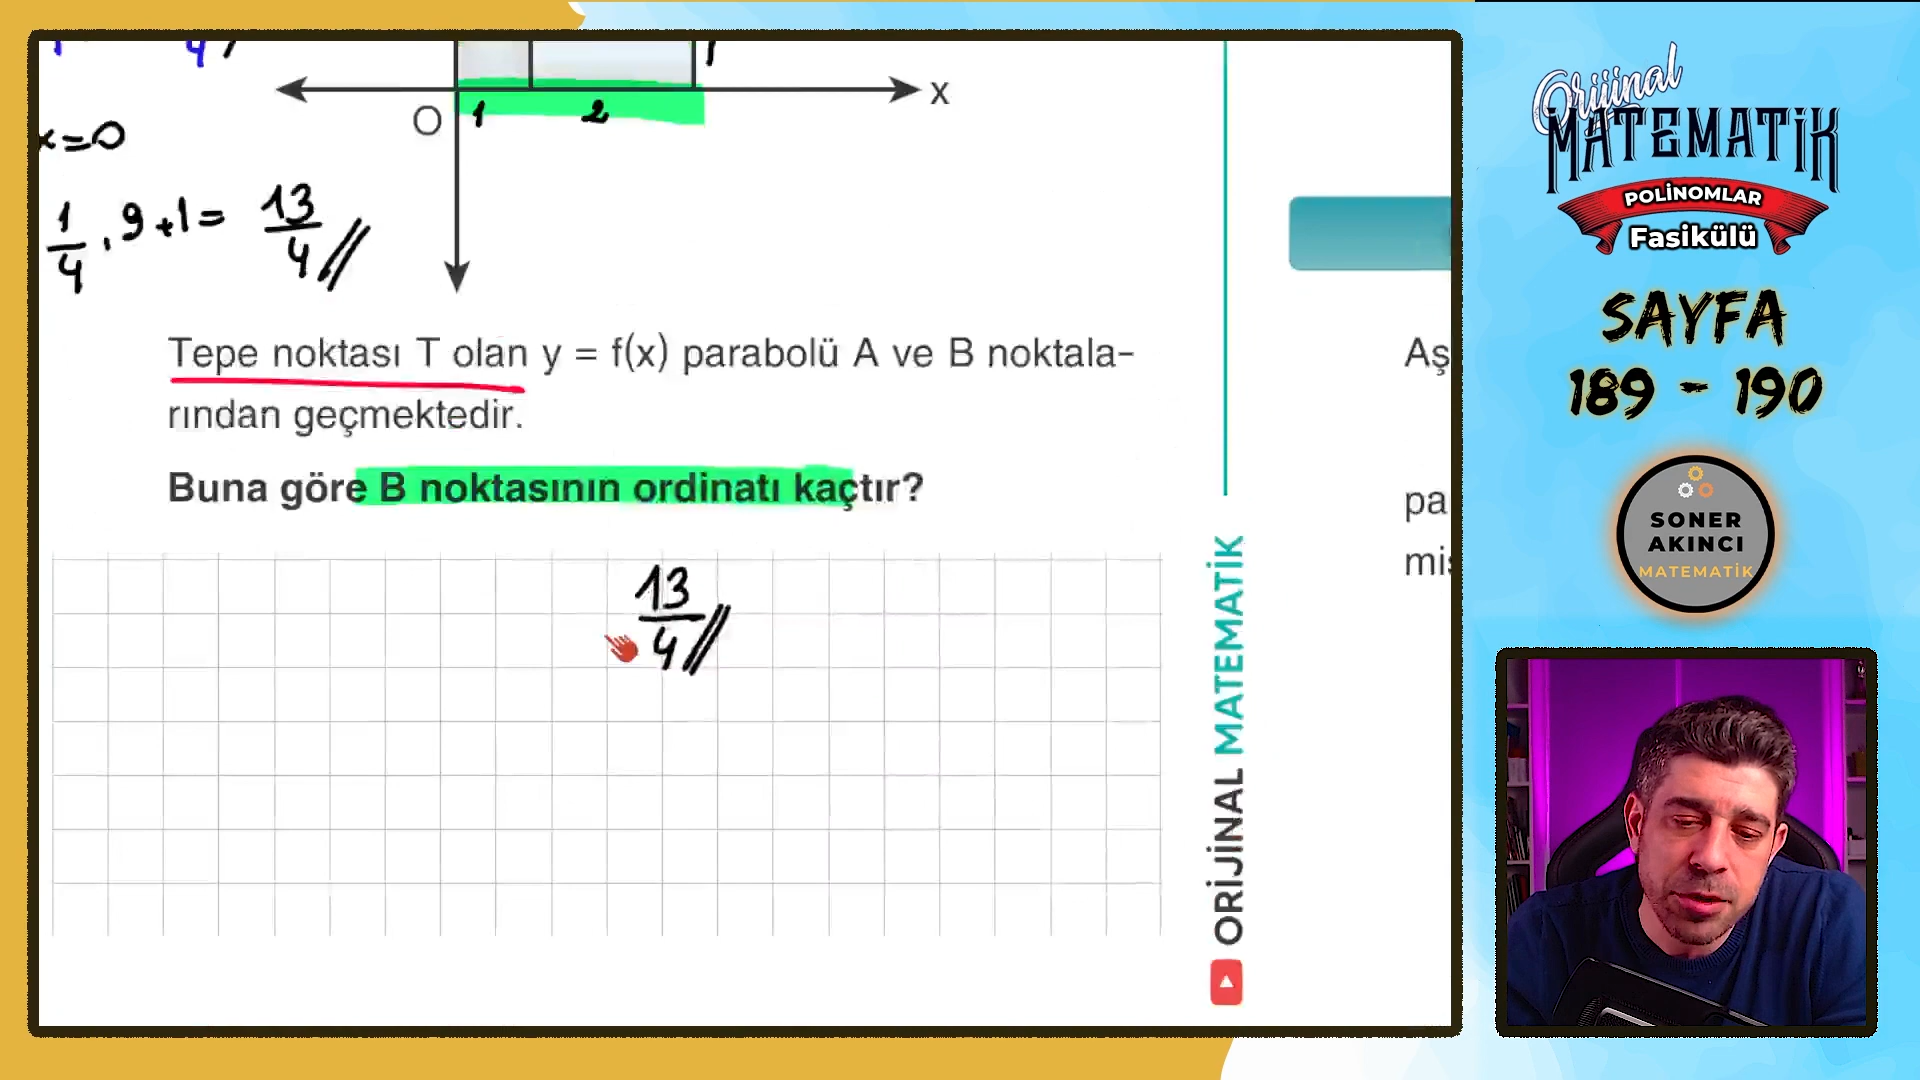 x
O
1
2
x=0
1/4 . 9+1= 13/4 //
Tepe noktası T olan y = f(x) parabolü A ve B noktala-
rından geçmektedir.
Buna göre B noktasının ordinatı kaçtır?
13/4 //
ORİJİNAL MATEMATİK
Aş
pa
miş
Orijinal
MATEMATİK
POLİNOMLAR
Fasikülü
SAYFA
189 - 190
SONER
AKINCI
MATEMATİK